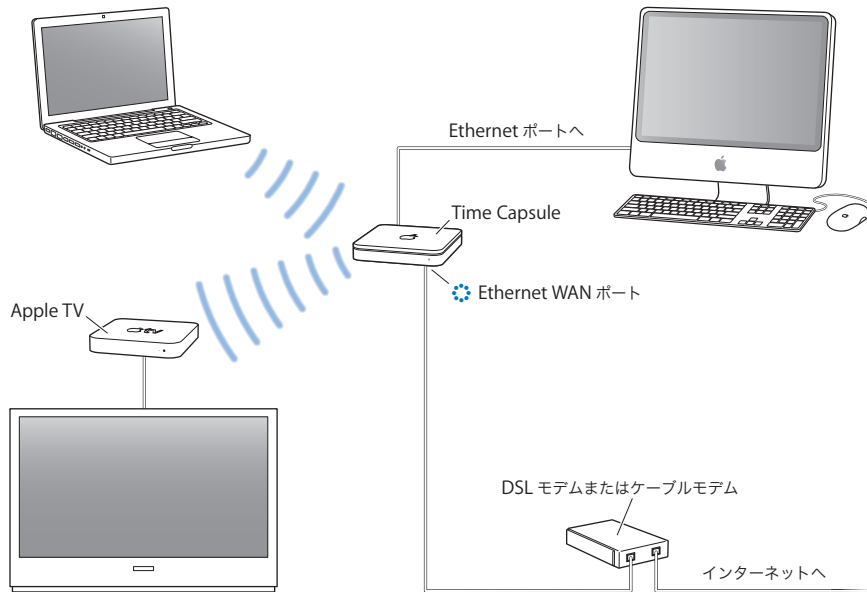 Ethernet ポートへ
Time Capsule
Ethernet WAN ポート
Apple TV
tv
DSL モデムまたはケーブルモデム
インターネットへ